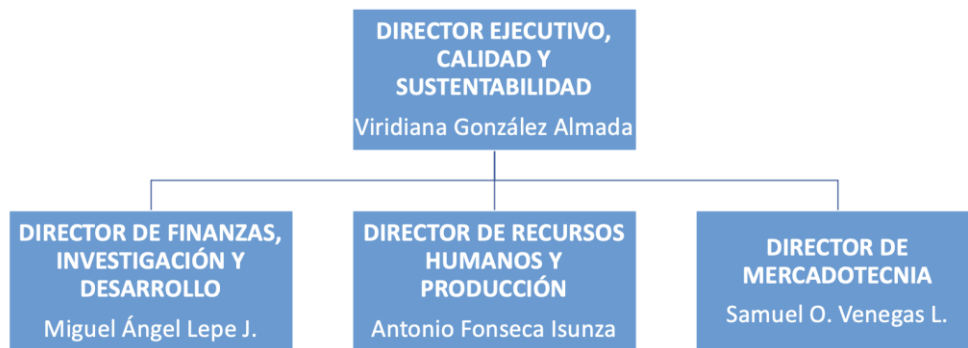 DIRECTOR EJECUTIVO,
CALIDAD Y
SUSTENTABILIDAD
Viridiana González Almada
DIRECTOR DE FINANZAS,
INVESTIGACIÓN Y
DESARROLLO
Miguel Ángel Lepe J.
DIRECTOR DE RECURSOS
HUMANOS Y
PRODUCCIÓN
Antonio Fonseca Isunza
DIRECTOR DE
MERCADOTECNIA
Samuel O. Venegas L.